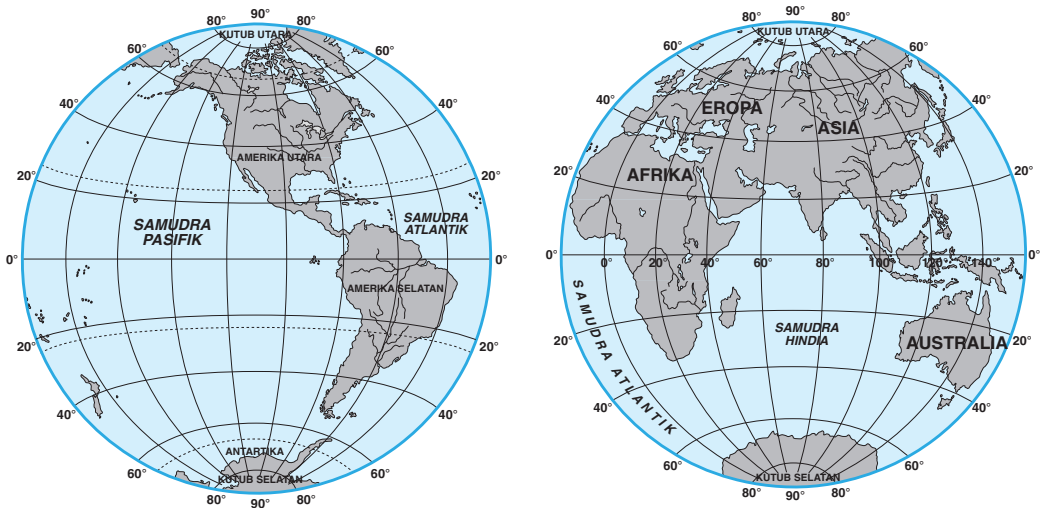 90°
80°
80°
KUTUB UTARA
60°
60°
40°
40°
AMERIKA UTARA
20°
20°
SAMUDRA
PASIFIK
SAMUDRA
ATLANTIK
0°
0°
AMERIKA SELATAN
20°
20°
40°
40°
ANTARTIKA
60°
60°
KUTUB SELATAN
80°
80°
90°
90°
80°
80°
KUTUB UTARA
60°
60°
40°
40°
EROPA
ASIA
20°
20°
AFRIKA
0°
0 20° 40° 60° 80° 100° 120° 140°
0°
SAMUDRA ATLANTIK
SAMUDRA
HINDIA
AUSTRALIA
20°
20°
40°
40°
60°
60°
KUTUB SELATAN
80°
80°
90°